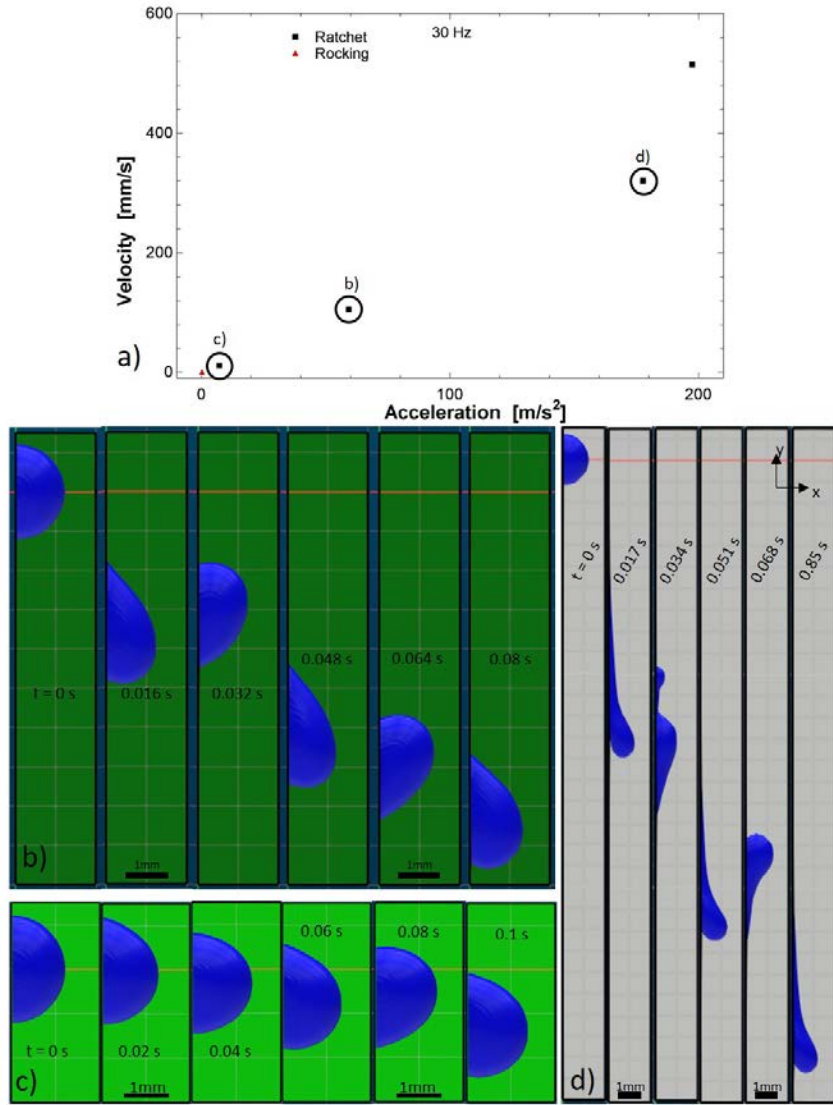 600
400
200
0
Velocity [mm/s]
Ratchet
Rocking
30 Hz
d)
b)
c)
a)
0
100
200
Acceleration [m/s²]
t = 0 s
0.016 s
0.032 s
0.048 s
0.064 s
0.08 s
b)
1mm
1mm
t=0 s
0.02 s
0.04 s
0.06 s
0.08 s
0.1 s
c)
1mm
1mm
y
x
t = 0 s
0.017 s
0.034 s
0.051 s
0.068 s
0.85 s
d)
1mm
1mm